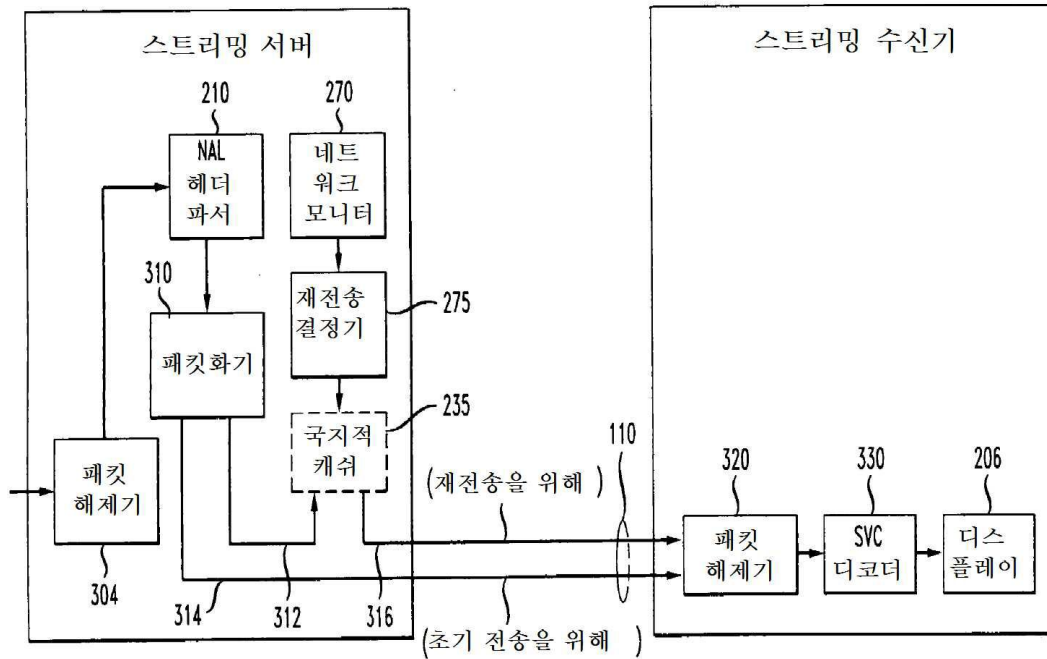 스트리밍 서버
스트리밍 수신기
210
270
NAL
헤더
파서
네트
워크
모니터
310
275
재전송
결정기
패킷화기
235
국지적
캐쉬
110
(재전송을 위해)
320
330
206
패킷
해제기
패킷
해제기
SVC
디코더
디스
플레이
304
314
312
316
(초기 전송을 위해)